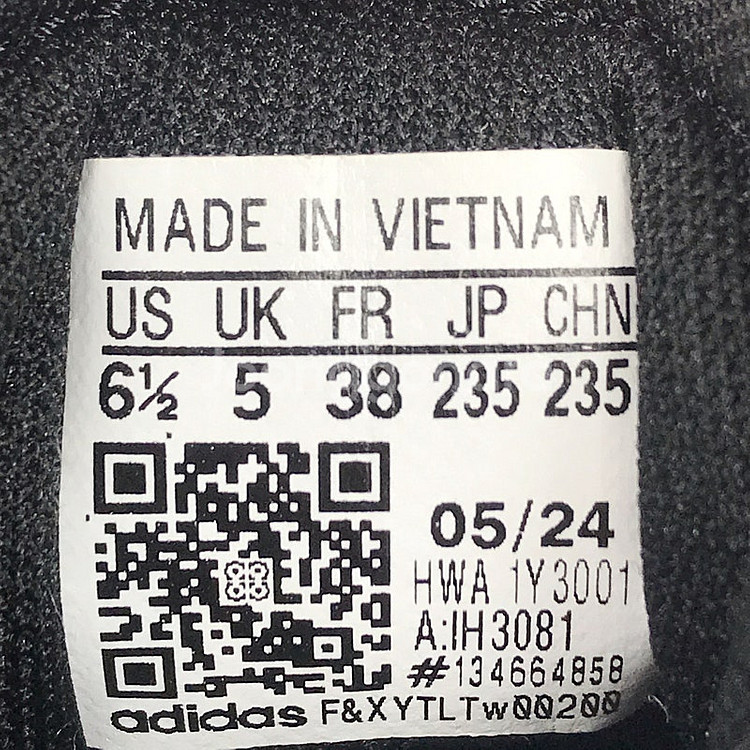 MADE IN VIETNAM
US UK FR JP CHN
6½ 5 38 235 235
05/24
HWA 1Y3001
A:IH3081
#134664858
adidas F&XYTLTw00200